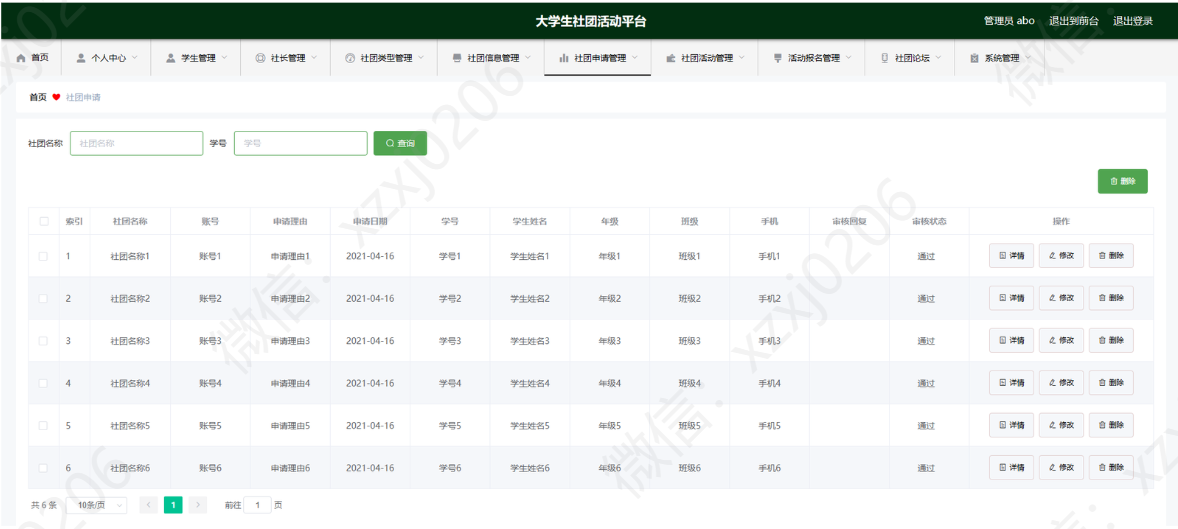 大学生社团活动平台 管理员 abo 退出到前台 退出登录
首页 个人中心 学生管理 社长管理 社团类型管理 社团信息管理 社团申请管理 社团活动管理 活动报名管理 社团论坛 系统管理
首页 社团申请
社团名称 社团名称 学号 学号 查询
删除
索引 社团名称 账号 申请理由 申请日期 学号 学生姓名 年级 班级 手机 审核回复 审核状态 操作
1 社团名称1 账号1 申请理由1 2021-04-16 学号1 学生姓名1 年级1 班级1 手机1 通过 详情 修改 删除
2 社团名称2 账号2 申请理由2 2021-04-16 学号2 学生姓名2 年级2 班级2 手机2 通过 详情 修改 删除
3 社团名称3 账号3 申请理由3 2021-04-16 学号3 学生姓名3 年级3 班级3 手机3 通过 详情 修改 删除
4 社团名称4 账号4 申请理由4 2021-04-16 学号4 学生姓名4 年级4 班级4 手机4 通过 详情 修改 删除
5 社团名称5 账号5 申请理由5 2021-04-16 学号5 学生姓名5 年级5 班级5 手机5 通过 详情 修改 删除
6 社团名称6 账号6 申请理由6 2021-04-16 学号6 学生姓名6 年级6 班级6 手机6 通过 详情 修改 删除
共 6 条 10条/页 1 前往 1 页
微信：xzxj0206